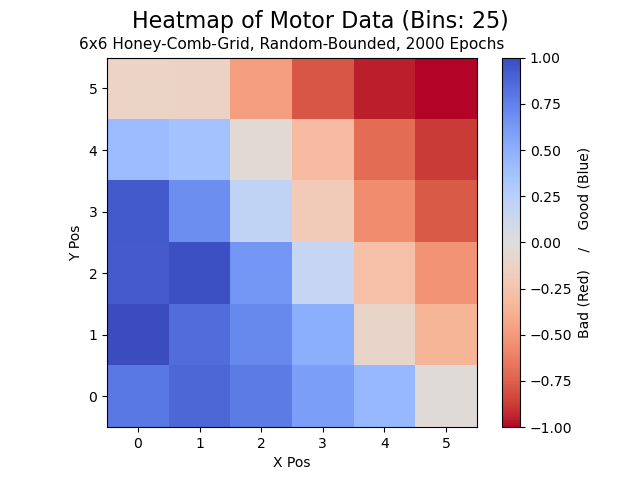 Heatmap of Motor Data (Bins: 25)
6x6 Honey-Comb-Grid, Random-Bounded, 2000 Epochs
Y Pos
5
4
3
2
1
0
0 1 2 3 4 5
X Pos
1.00
0.75
0.50
0.25
0.00
−0.25
−0.50
−0.75
−1.00
Bad (Red) / Good (Blue)